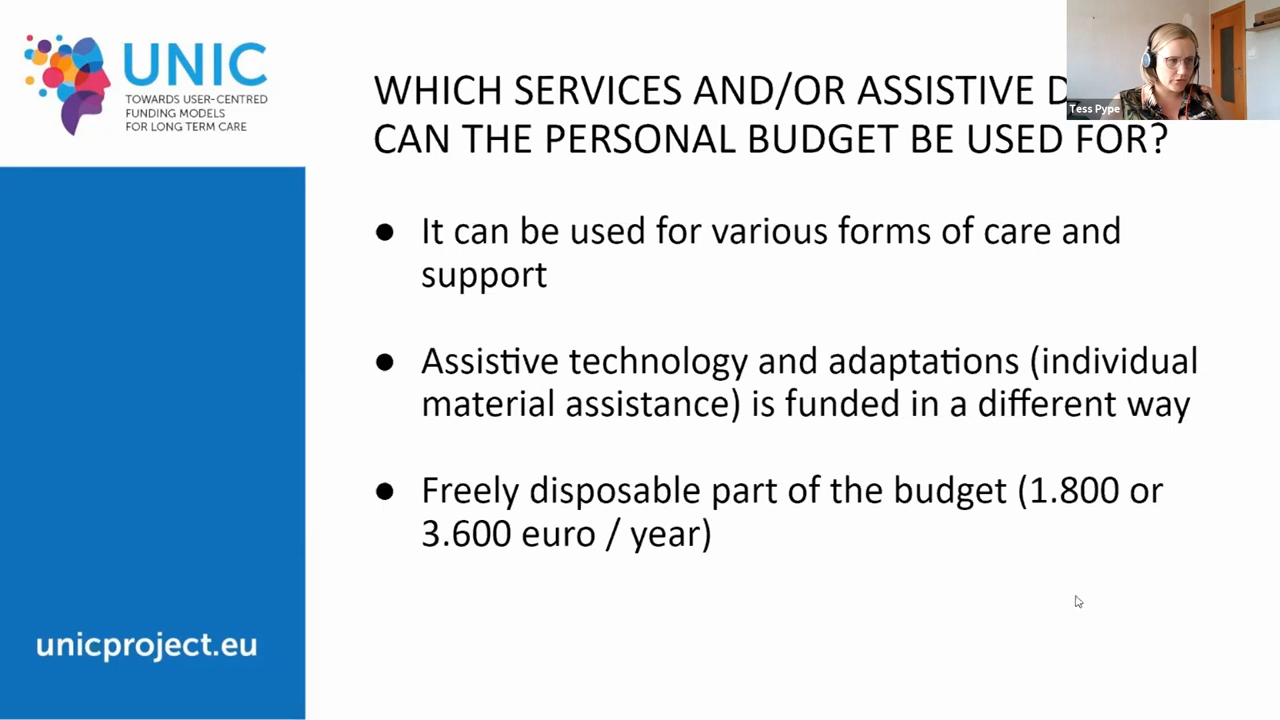 UNIC
TOWARDS USER-CENTRED
FUNDING MODELS
FOR LONG TERM CARE
WHICH SERVICES AND/OR ASSISTIVE
CAN THE PERSONAL BUDGET BE USED FOR?
Tess Pype
● It can be used for various forms of care and
support
● Assistive technology and adaptations (individual
material assistance) is funded in a different way
● Freely disposable part of the budget (1.800 or
3.600 euro / year)
unicproject.eu